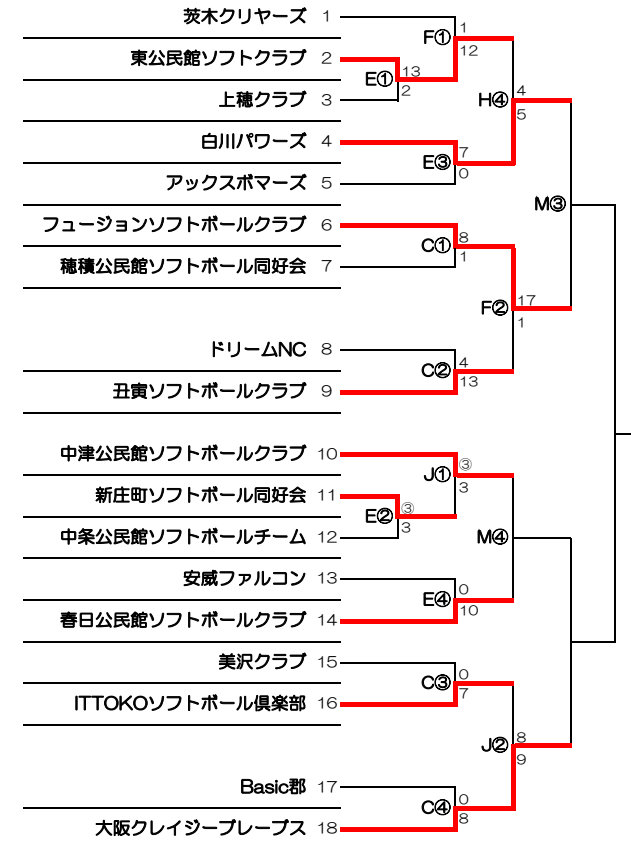 茨木クリヤーズ 1
F① 1
12
東公民館ソフトクラブ 2
E① 13
2
上穂クラブ 3
H④ 4
5
白川パワーズ 4
E③ 7
0
アックスボマーズ 5
M③
フュージョンソフトボールクラブ 6
C① 8
1
穂積公民館ソフトボール同好会 7
F② 17
1
ドリームNC 8
C② 4
13
丑寅ソフトボールクラブ 9
中津公民館ソフトボールクラブ 10
J① ③
3
新庄町ソフトボール同好会 11
E② ③
3
中条公民館ソフトボールチーム 12
M④
安威ファルコン 13
E④ 0
10
春日公民館ソフトボールクラブ 14
美沢クラブ 15
C③ 0
7
ITTOKOソフトボール倶楽部 16
J② 8
9
Basic郡 17
C④ 0
8
大阪クレイジーブレーブス 18